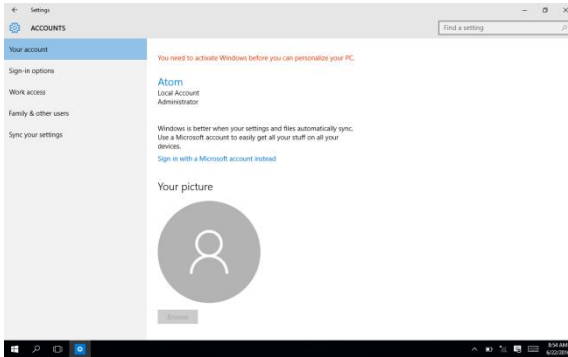 Settings
ACCOUNTS
Find a setting
Your account
Sign-in options
Work access
Family & other users
Sync your settings
You need to activate Windows before you can personalize your PC.
Atom
Local Account
Administrator
Windows is better when your settings and files automatically sync.
Use a Microsoft account to easily get all your stuff on all your
devices.
Sign in with a Microsoft account instead
Your picture
Browse
8:54 AM